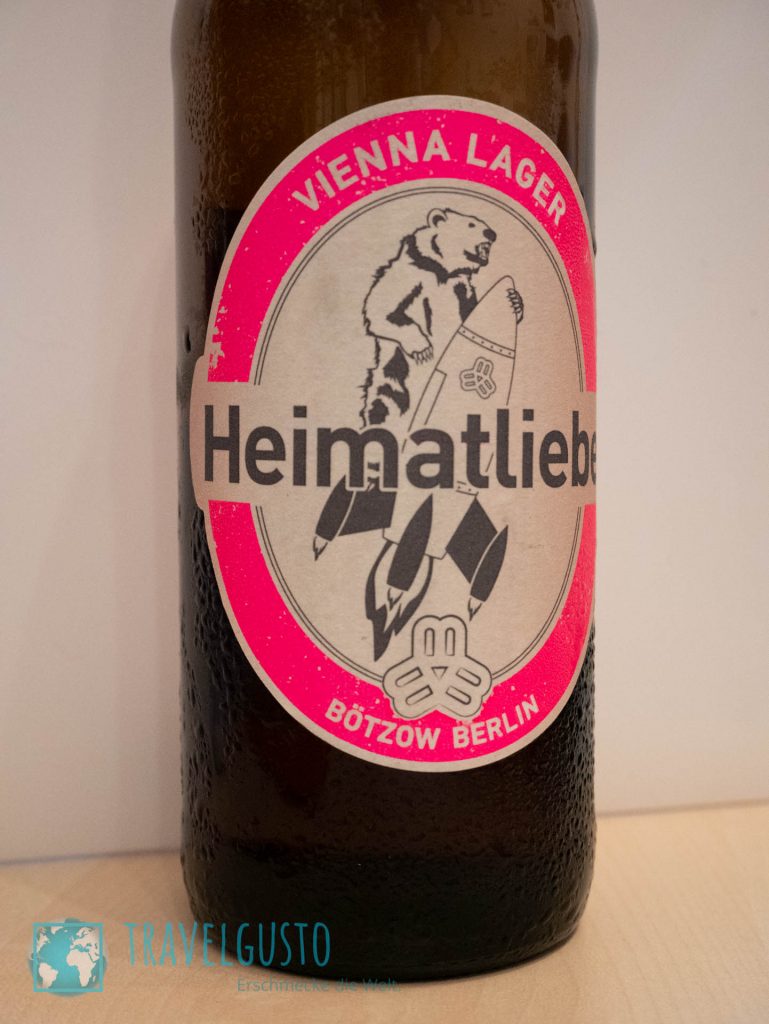 VIENNA LAGER
Heimatliebe
BÖTZOW BERLIN
TRAVELGUSTO
Erschmecke die Welt.